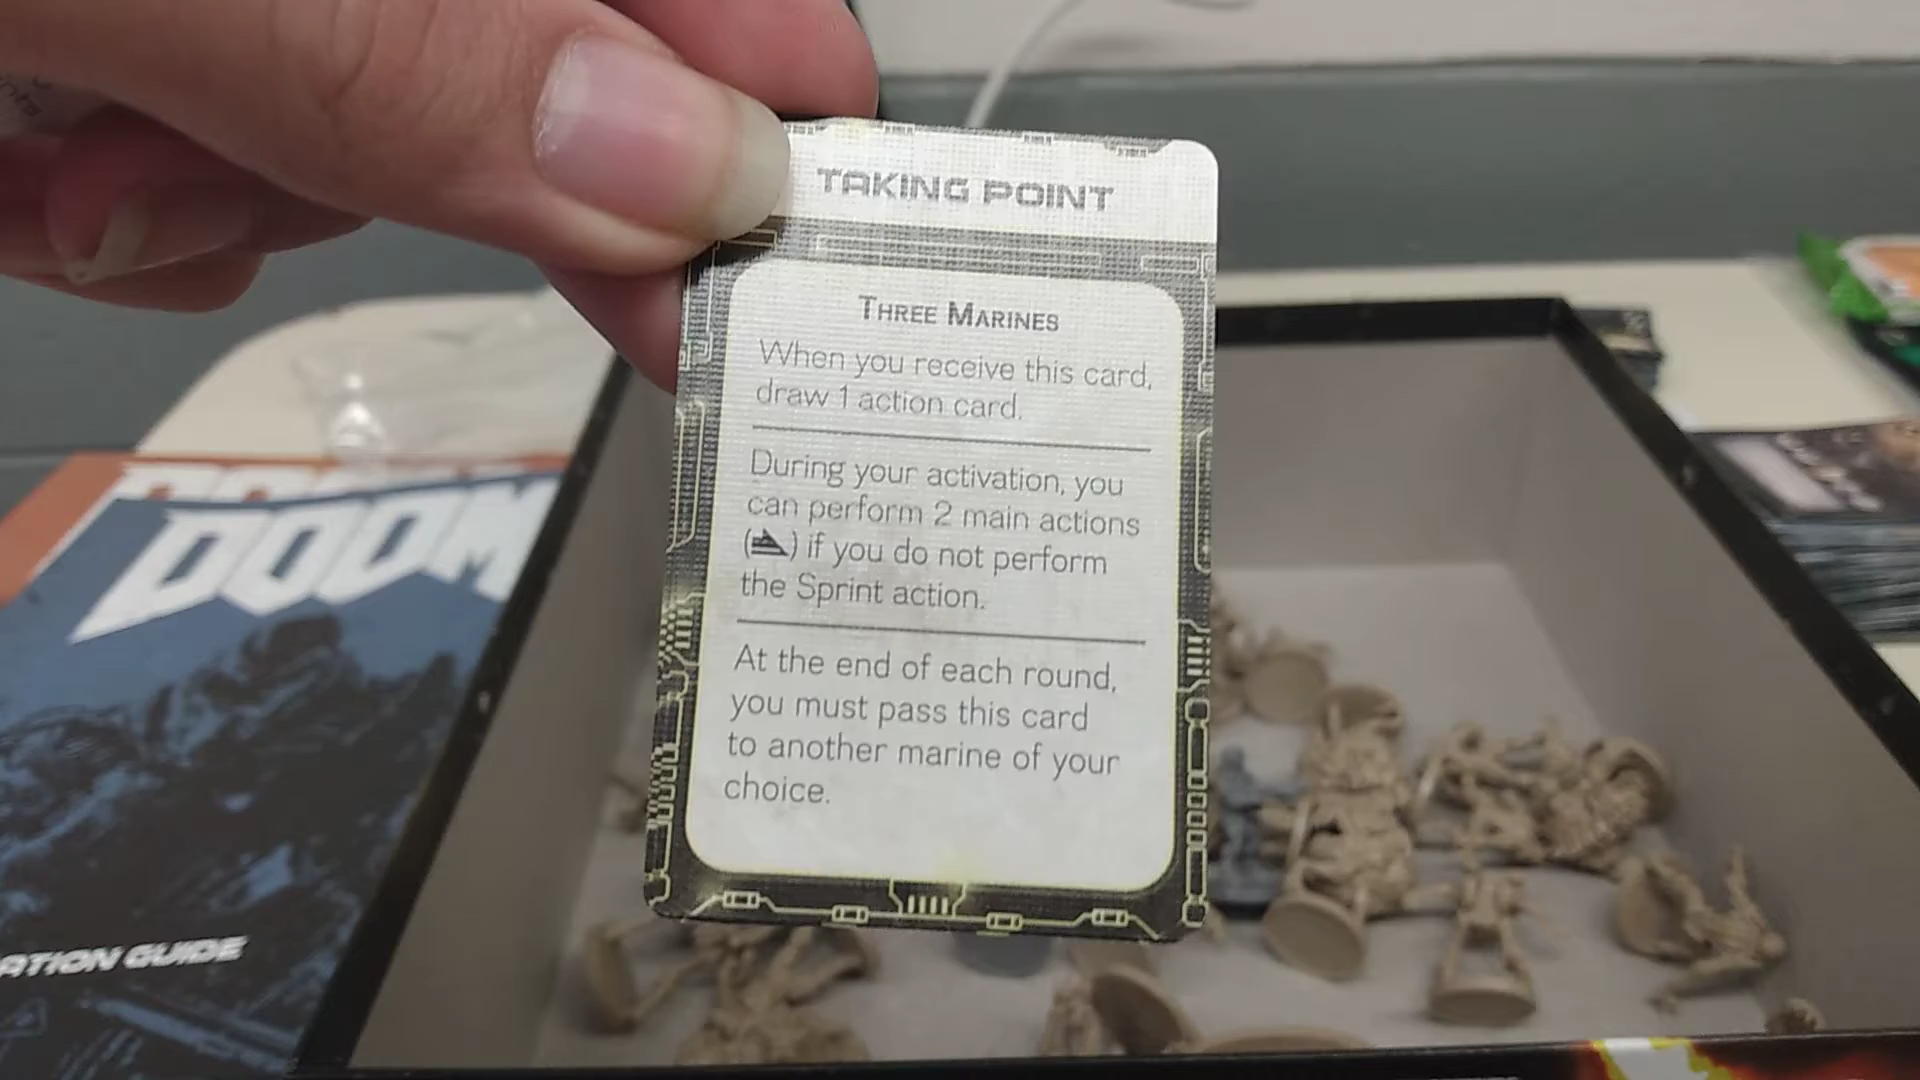 TAKING POINT
THREE MARINES
When you receive this card,
draw 1 action card.
During your activation, you
can perform 2 main actions
( ) if you do not perform
the Sprint action.
At the end of each round,
you must pass this card
to another marine of your
choice.
DOOM
DOOM
ATION GUIDE